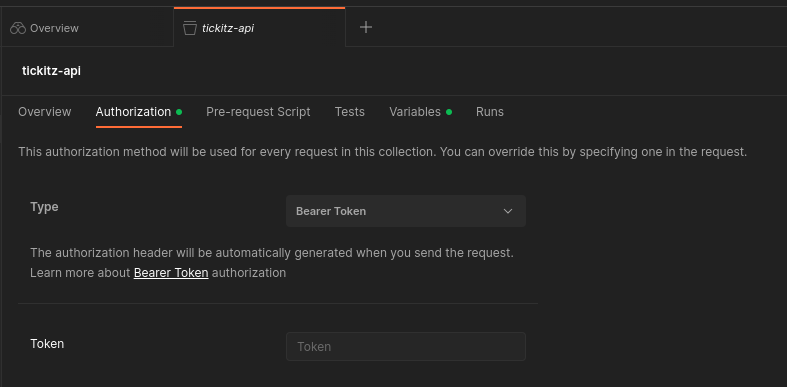 Overview
tickitz-api
tickitz-api
Overview Authorization Pre-request Script Tests Variables Runs
This authorization method will be used for every request in this collection. You can override this by specifying one in the request.
Type
Bearer Token
The authorization header will be automatically generated when you send the request.
Learn more about Bearer Token authorization
Token
Token